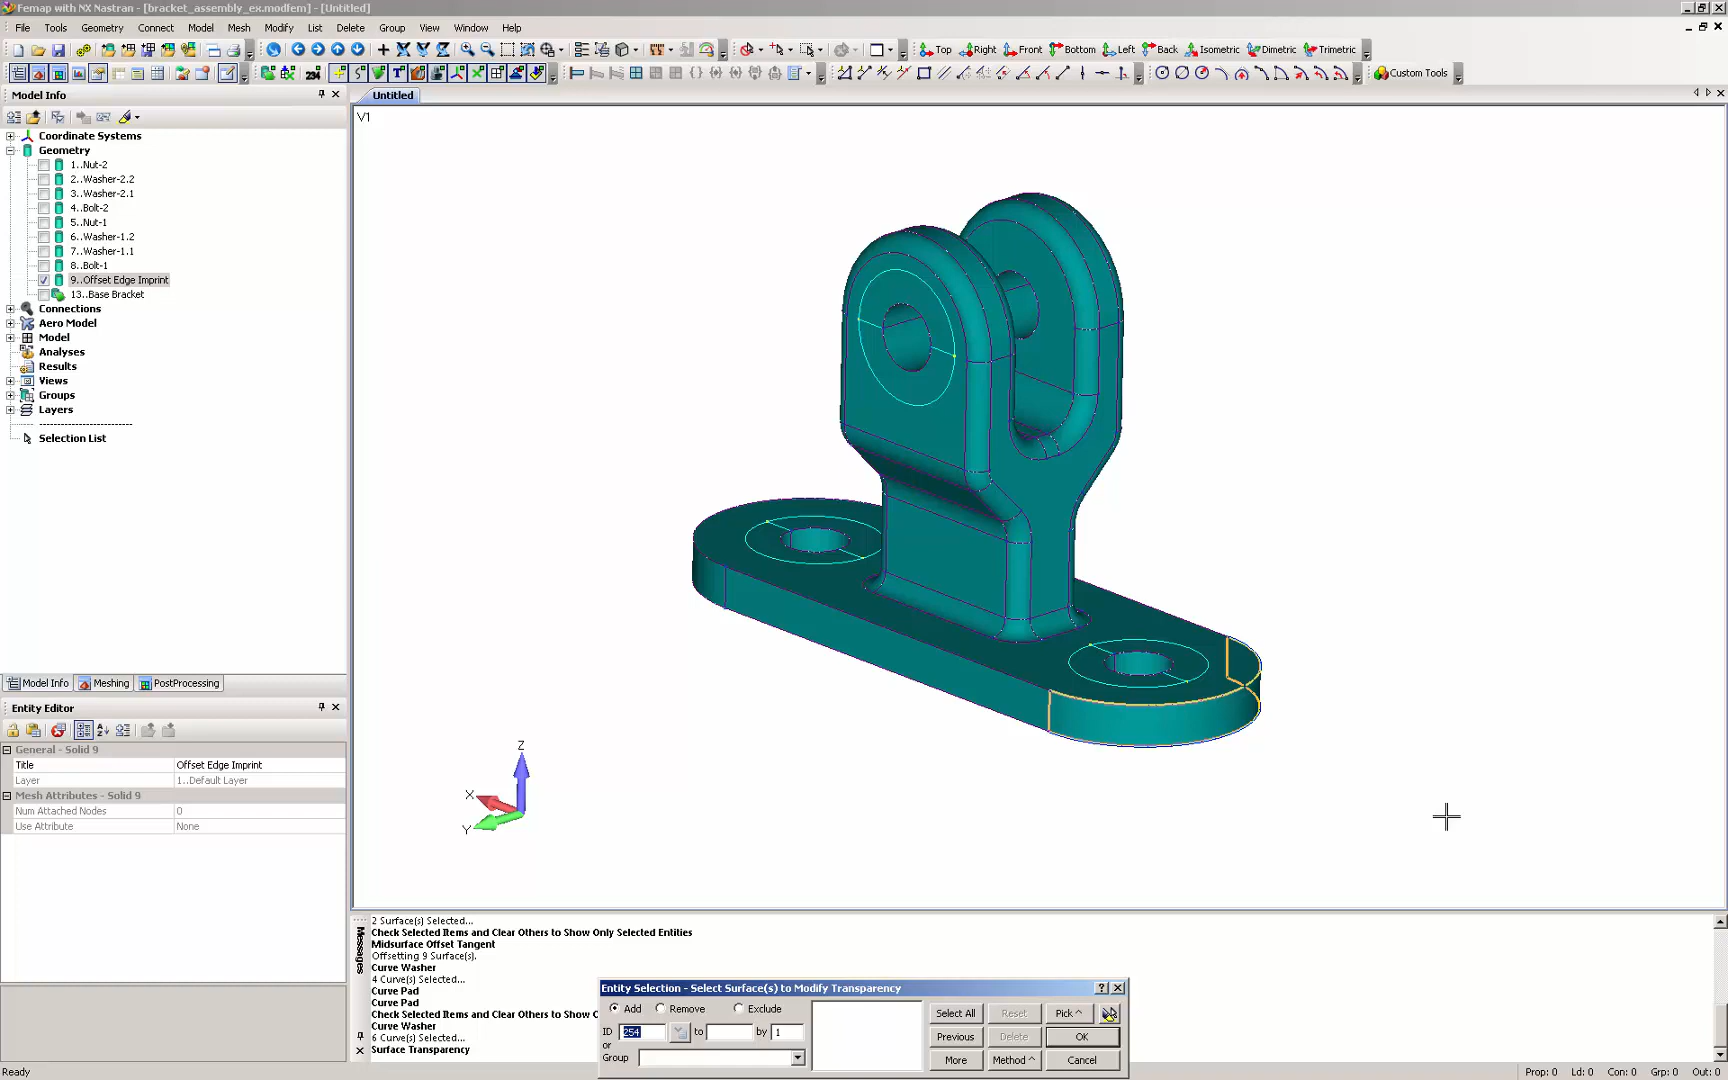 Femap with NX Nastran - [bracket_assembly_ex.modfem] - [Untitled]
File Tools Geometry Connect Model Mesh Modify List Delete Group View Window Help
Top Right Front Bottom Left Back Isometric Dimetric Trimetric
234 T Custom Tools
Model Info
Untitled
V1
Coordinate Systems
Geometry
1..Nut-2
2..Washer-2.2
3..Washer-2.1
4..Bolt-2
5..Nut-1
6..Washer-1.2
7..Washer-1.1
8..Bolt-1
9..Offset Edge Imprint
13..Base Bracket
Connections
Aero Model
Model
Analyses
Results
Views
Groups
Layers
Selection List
Model Info Meshing PostProcessing
Entity Editor
General - Solid 9
Title Offset Edge Imprint
Layer 1..Default Layer
Mesh Attributes - Solid 9
Num Attached Nodes 0
Use Attribute None
Z
X
Y
Messages
2 Surface(s) Selected...
Check Selected Items and Clear Others to Show Only Selected Entities
Midsurface Offset Tangent
Offsetting 9 Surface(s).
Curve Washer
4 Curve(s) Selected...
Curve Pad
Curve Pad
Check Selected Items and Clear Others to Show O
Curve Washer
6 Curve(s) Selected...
Surface Transparency
Entity Selection - Select Surface(s) to Modify Transparency
Add Remove Exclude
ID 254 to by 1
or
Group
Select All Reset Pick ^
Previous Delete OK
More Method ^ Cancel
Ready Prop: 0 Ld: 0 Con: 0 Grp: 0 Out: 0